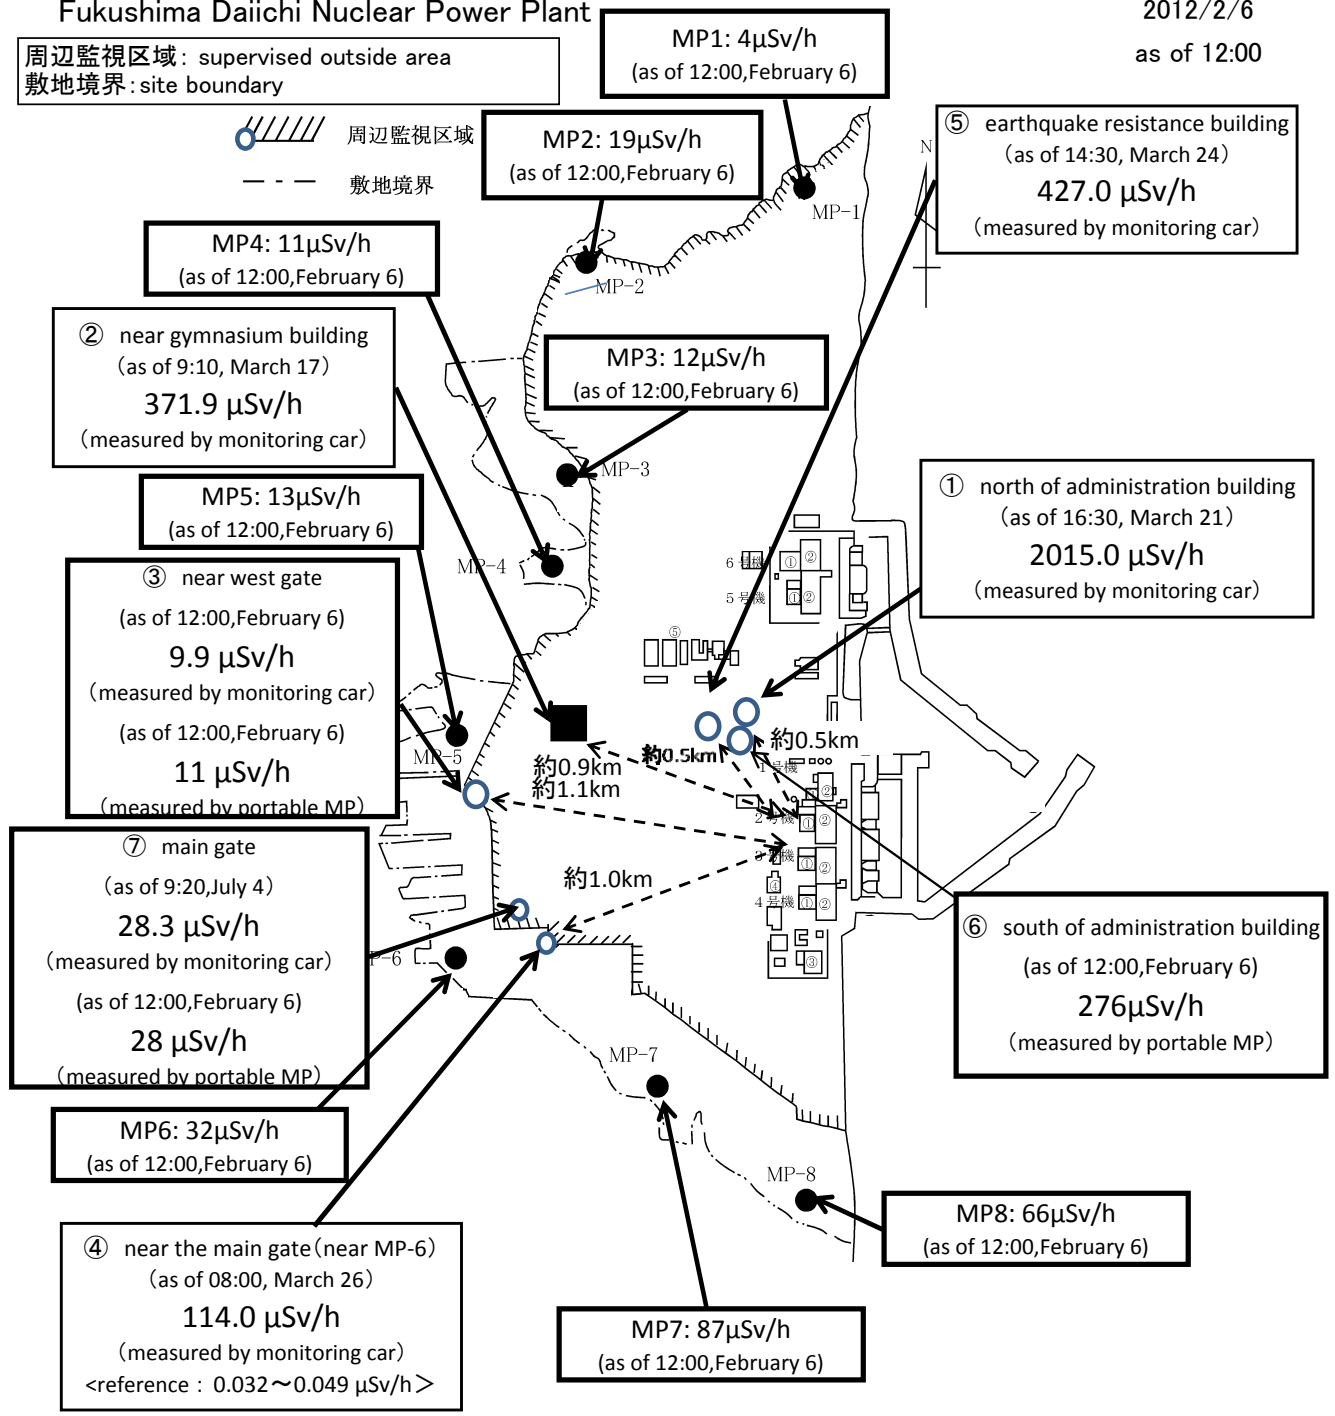 Fukushima Daiichi Nuclear Power Plant
2012/2/6
as of 12:00
周辺監視区域: supervised outside area
敷地境界:site boundary
周辺監視区域
敷地境界
MP1: 4μSv/h
(as of 12:00,February 6)
MP2: 19μSv/h
(as of 12:00,February 6)
⑤ earthquake resistance building
(as of 14:30, March 24)
427.0 μSv/h
(measured by monitoring car)
N
MP-1
MP4: 11μSv/h
(as of 12:00,February 6)
MP-2
② near gymnasium building
(as of 9:10, March 17)
371.9 μSv/h
(measured by monitoring car)
MP3: 12μSv/h
(as of 12:00,February 6)
MP-3
MP5: 13μSv/h
(as of 12:00,February 6)
① north of administration building
(as of 16:30, March 21)
2015.0 μSv/h
(measured by monitoring car)
MP-4
6号機
① ②
5号機
① ②
③ near west gate
(as of 12:00,February 6)
9.9 μSv/h
(measured by monitoring car)
(as of 12:00,February 6)
11 μSv/h
(measured by portable MP)
⑤
MP-5
約0.9km
約1.1km
約0.5km
約0.5km
1号機
②
2号機
① ②
3号機
① ②
④
4号機
① ②
③
約1.0km
⑦ main gate
(as of 9:20,July 4)
28.3 μSv/h
(measured by monitoring car)
(as of 12:00,February 6)
28 μSv/h
(measured by portable MP)
P-6
⑥ south of administration building
(as of 12:00,February 6)
276μSv/h
(measured by portable MP)
MP-7
MP6: 32μSv/h
(as of 12:00,February 6)
MP-8
MP8: 66μSv/h
(as of 12:00,February 6)
④ near the main gate(near MP-6)
(as of 08:00, March 26)
114.0 μSv/h
(measured by monitoring car)
<reference : 0.032~0.049 μSv/h>
MP7: 87μSv/h
(as of 12:00,February 6)